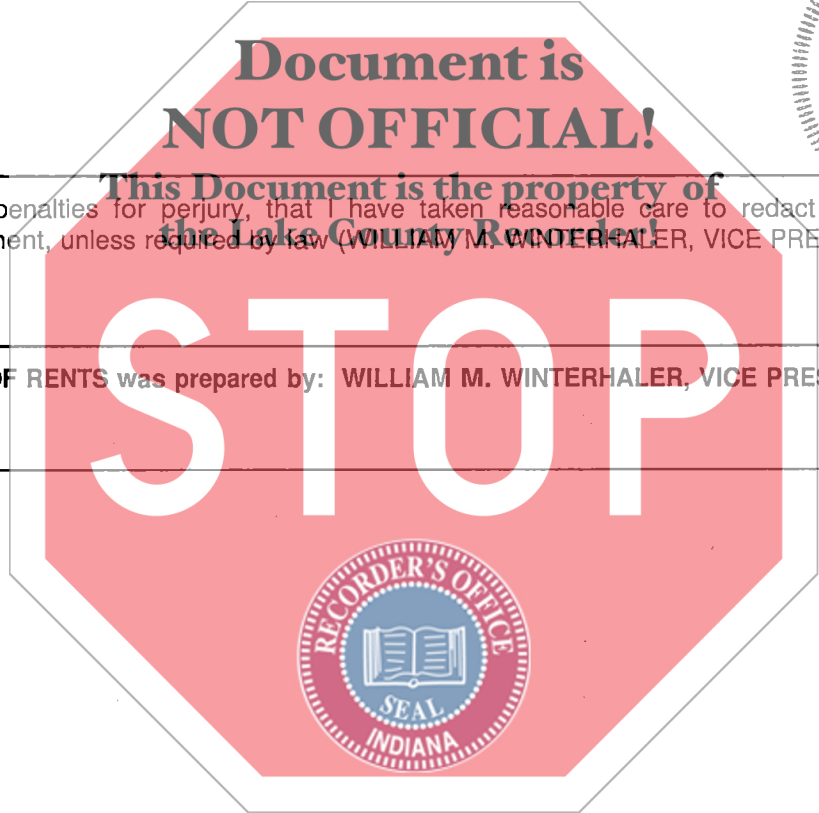 Document is
NOT OFFICIAL!
This Document is the property of
the Lake County Recorder!
penalties for perjury, that I have taken reasonable care to redact
ent, unless required by law (WILLIAM M. WINTERHALER, VICE PRE
OF RENTS was prepared by: WILLIAM M. WINTERHALER, VICE PRES
STOP
RECORDER'S OFFICE
SEAL
INDIANA